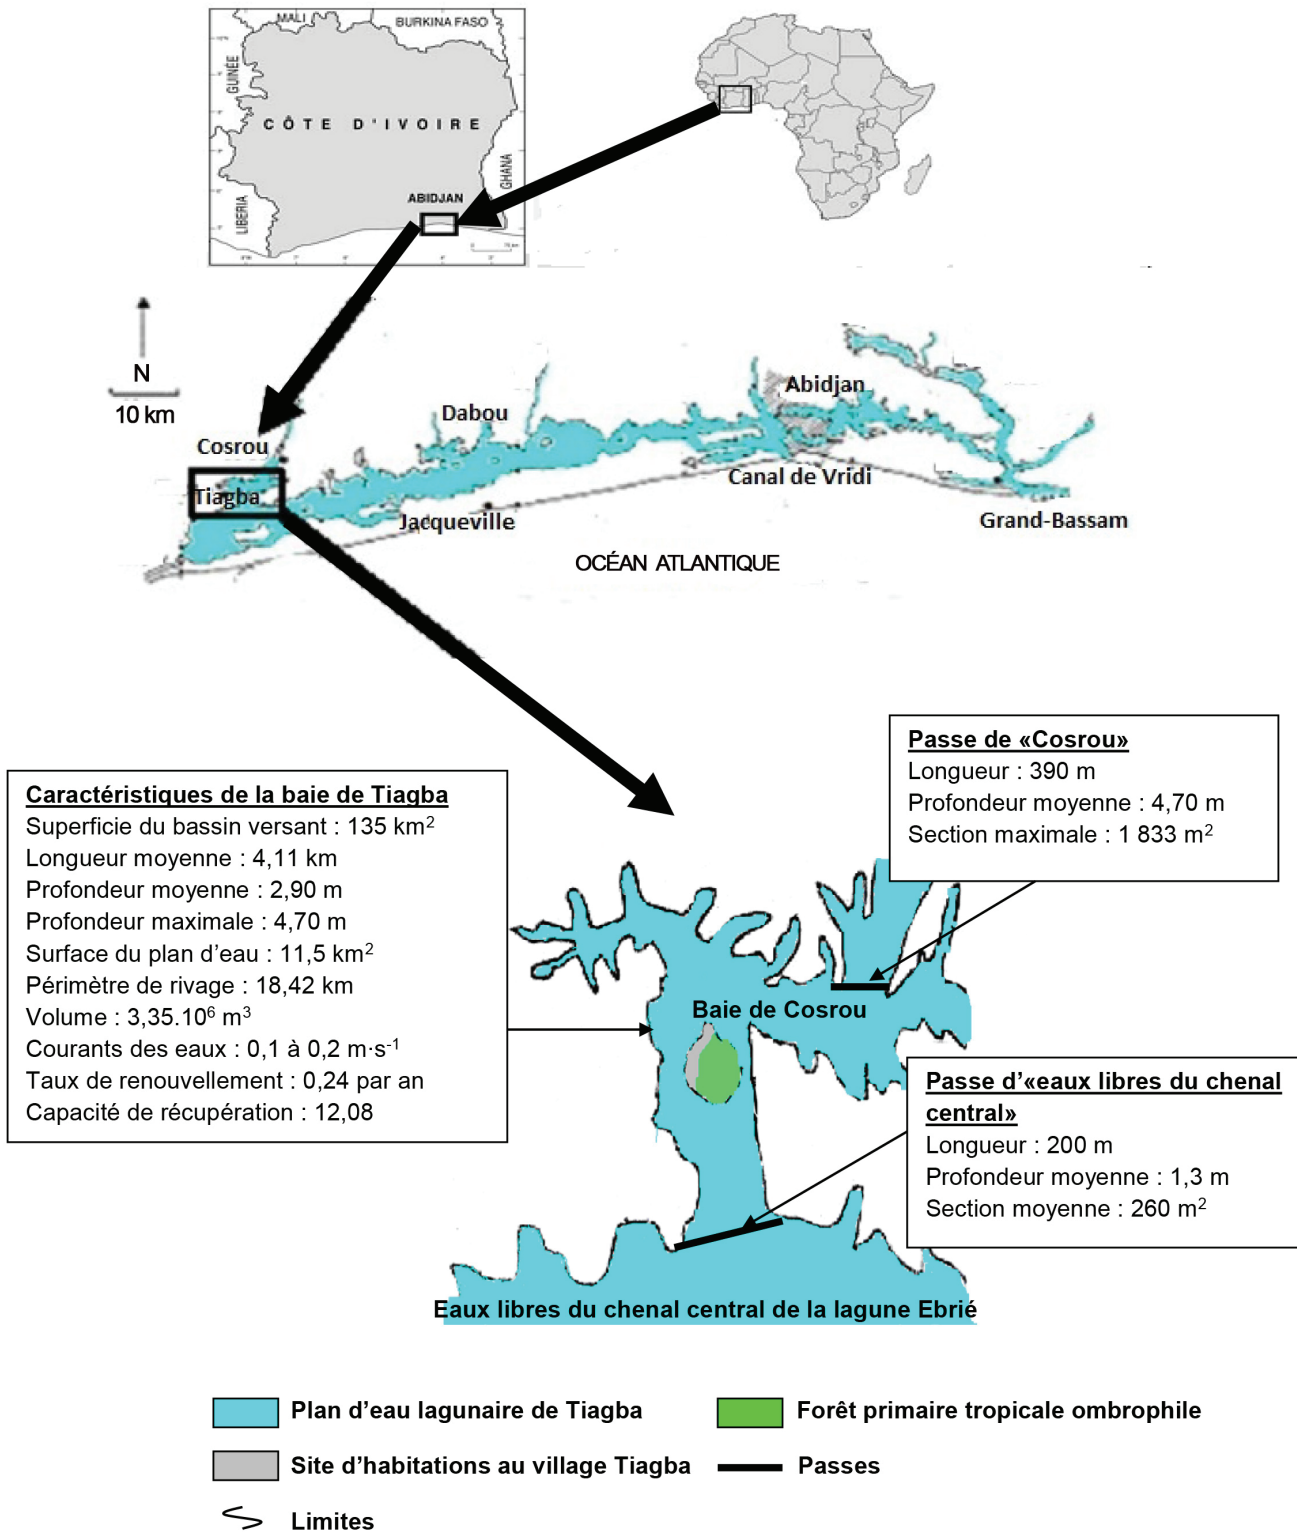 MALI
BURKINA FASO
GUINÉE
CÔTE D'IVOIRE
GHANA
LIBERIA
ABIDJAN
N
10 km
Cosrou
Tiagba
Dabou
Abidjan
Jacqueville
Canal de Vridi
Grand-Bassam
OCÉAN ATLANTIQUE
Passe de «Cosrou»
Longueur : 390 m
Profondeur moyenne : 4,70 m
Section maximale : 1 833 m²
Caractéristiques de la baie de Tiagba
Superficie du bassin versant : 135 km²
Longueur moyenne : 4,11 km
Profondeur moyenne : 2,90 m
Profondeur maximale : 4,70 m
Surface du plan d’eau : 11,5 km²
Périmètre de rivage : 18,42 km
Volume : 3,35.10⁶ m³
Courants des eaux : 0,1 à 0,2 m·s⁻¹
Taux de renouvellement : 0,24 par an
Capacité de récupération : 12,08
Baie de Cosrou
Passe d’«eaux libres du chenal
central»
Longueur : 200 m
Profondeur moyenne : 1,3 m
Section moyenne : 260 m²
Eaux libres du chenal central de la lagune Ebrié
Plan d’eau lagunaire de Tiagba
Forêt primaire tropicale ombrophile
Site d’habitations au village Tiagba
Passes
Limites